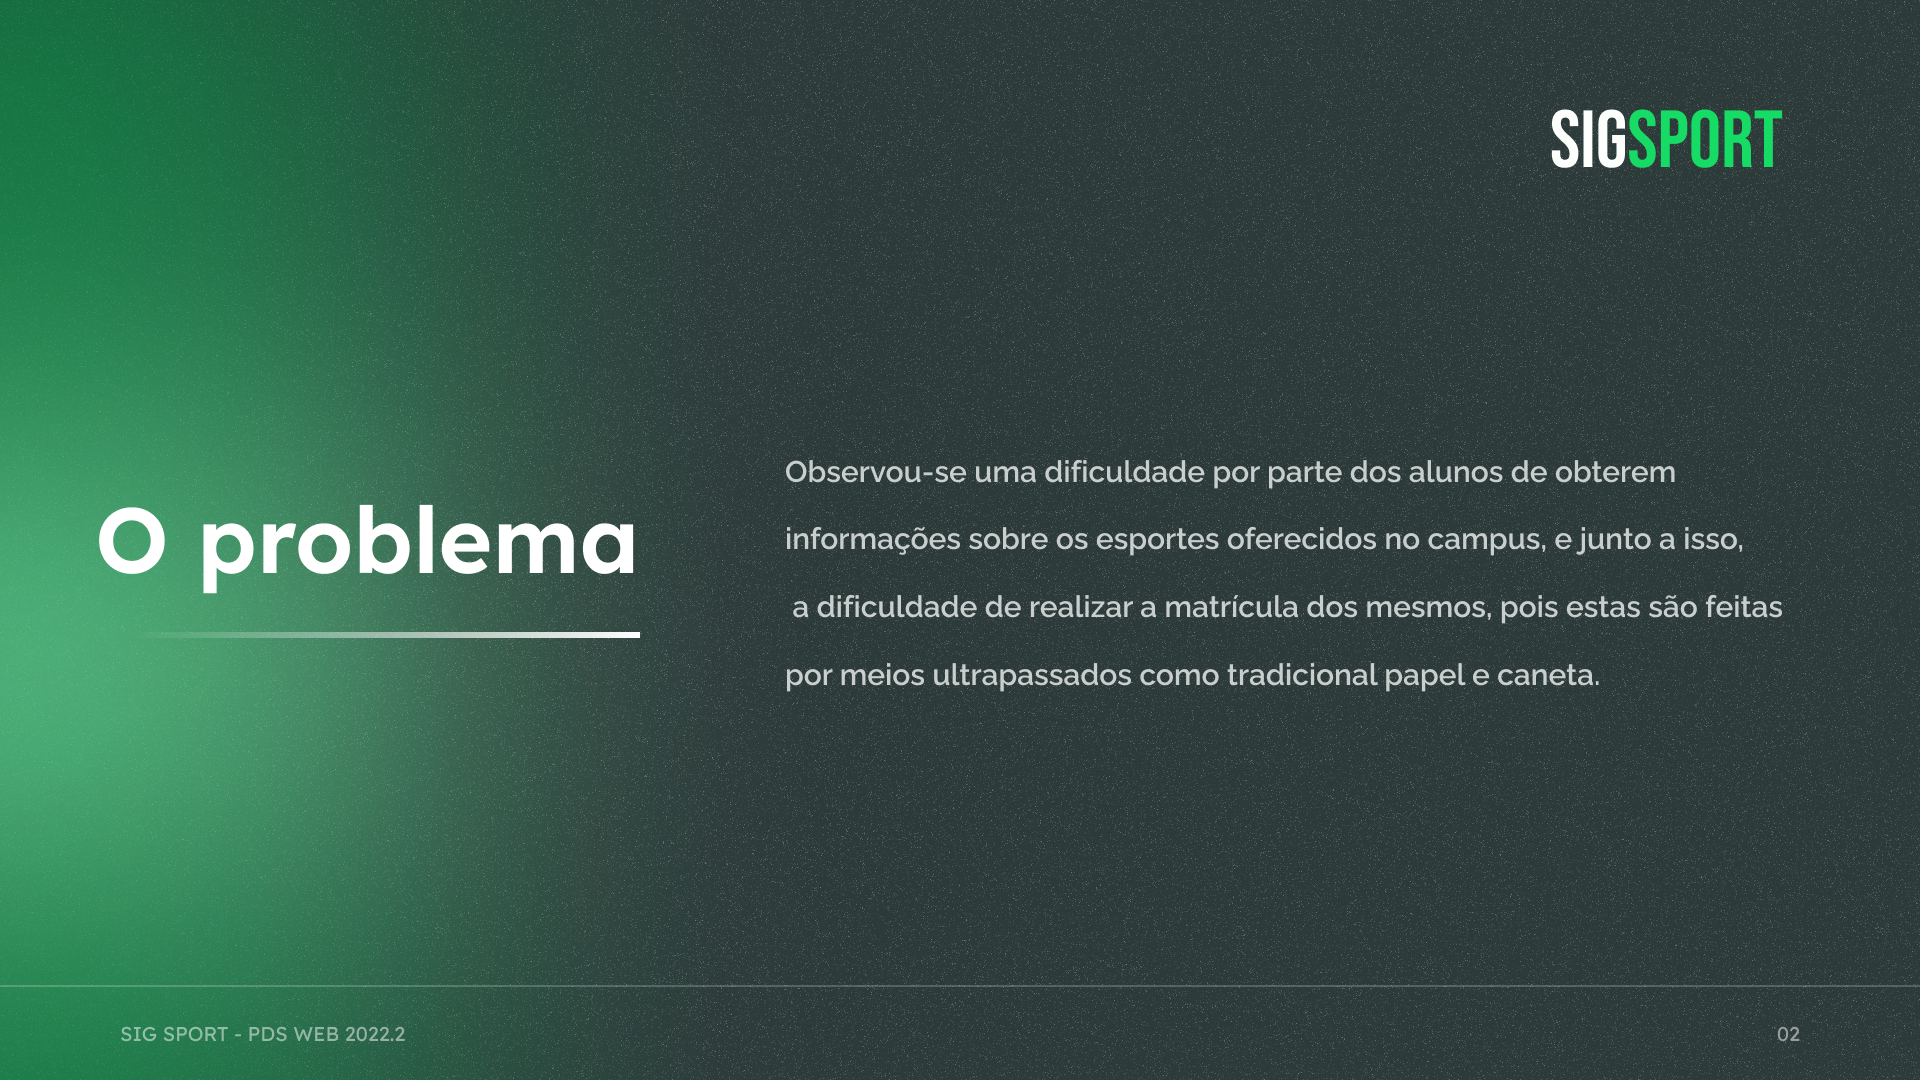 SIGSPORT
O problema
Observou-se uma dificuldade por parte dos alunos de obterem
informações sobre os esportes oferecidos no campus, e junto a isso,
a dificuldade de realizar a matrícula dos mesmos, pois estas são feitas
por meios ultrapassados como tradicional papel e caneta.
SIG SPORT - PDS WEB 2022.2
02